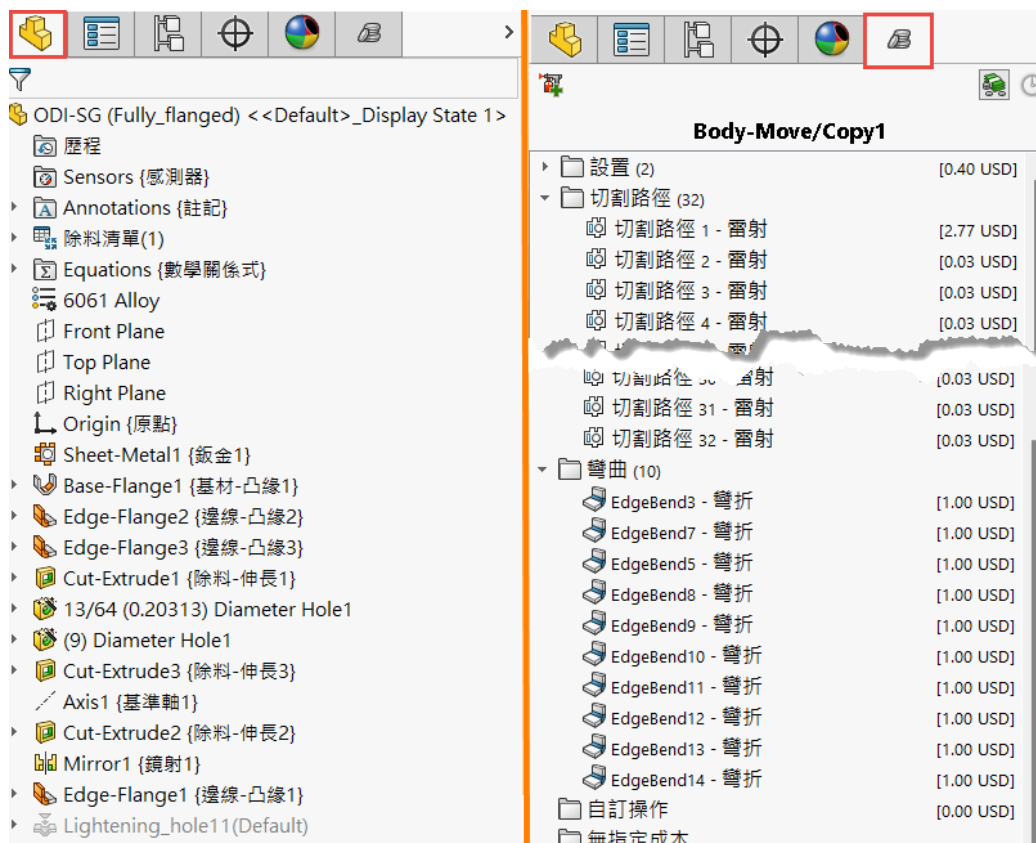 ODI-SG (Fully_flanged) <<Default>_Display State 1>
歷程
Sensors {感測器}
Annotations {註記}
除料清單(1)
Equations {數學關係式}
6061 Alloy
Front Plane
Top Plane
Right Plane
Origin {原點}
Sheet-Metal1 {鈑金1}
Base-Flange1 {基材-凸緣1}
Edge-Flange2 {邊線-凸緣2}
Edge-Flange3 {邊線-凸緣3}
Cut-Extrude1 {除料-伸長1}
13/64 (0.20313) Diameter Hole1
(9) Diameter Hole1
Cut-Extrude3 {除料-伸長3}
Axis1 {基準軸1}
Cut-Extrude2 {除料-伸長2}
Mirror1 {鏡射1}
Edge-Flange1 {邊線-凸緣1}
Lightening_hole11(Default)
Body-Move/Copy1
設置 (2) [0.40 USD]
切割路徑 (32)
切割路徑 1 - 雷射 [2.77 USD]
切割路徑 2 - 雷射 [0.03 USD]
切割路徑 3 - 雷射 [0.03 USD]
切割路徑 4 - 雷射 [0.03 USD]
切割路徑 30 - 雷射 [0.03 USD]
切割路徑 31 - 雷射 [0.03 USD]
切割路徑 32 - 雷射 [0.03 USD]
彎曲 (10)
EdgeBend3 - 彎折 [1.00 USD]
EdgeBend7 - 彎折 [1.00 USD]
EdgeBend5 - 彎折 [1.00 USD]
EdgeBend8 - 彎折 [1.00 USD]
EdgeBend9 - 彎折 [1.00 USD]
EdgeBend10 - 彎折 [1.00 USD]
EdgeBend11 - 彎折 [1.00 USD]
EdgeBend12 - 彎折 [1.00 USD]
EdgeBend13 - 彎折 [1.00 USD]
EdgeBend14 - 彎折 [1.00 USD]
自訂操作 [0.00 USD]
無指定成本